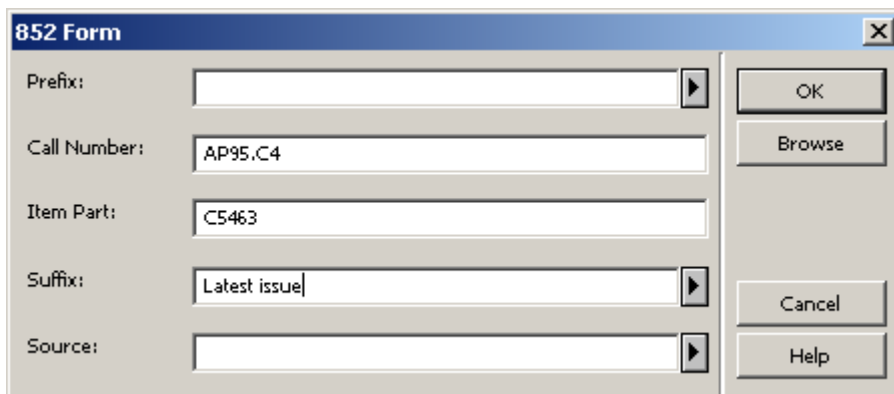 852 Form
Prefix:
OK
Call Number: AP95.C4
Browse
Item Part: C5463
Suffix: Latest issue
Cancel
Source:
Help